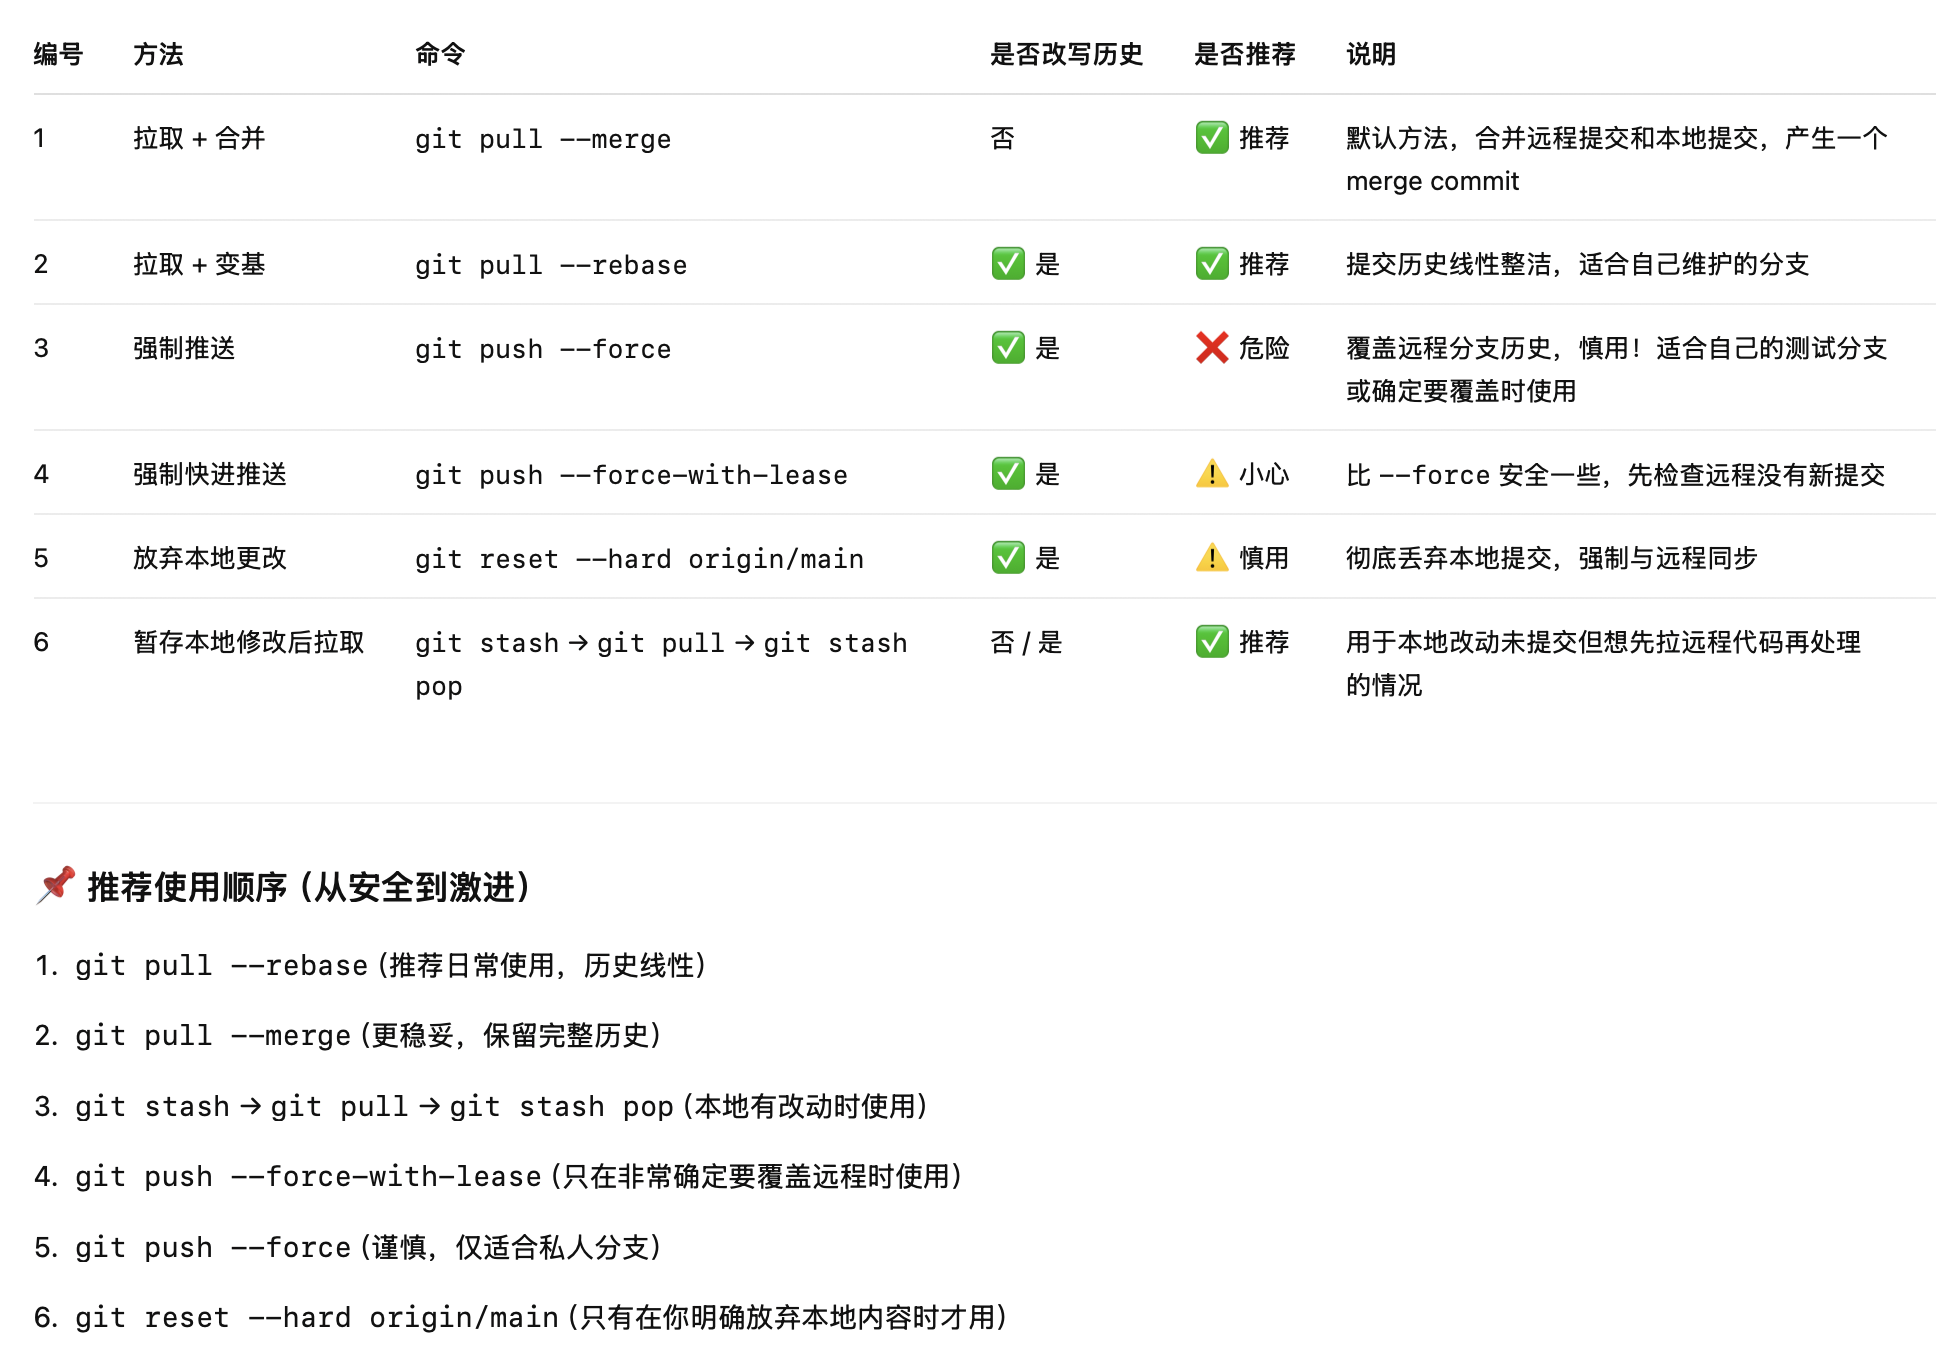 编号 方法 命令 是否改写历史 是否推荐 说明
1 拉取 + 合并 git pull --merge 否 ✅ 推荐 默认方法，合并远程提交和本地提交，产生一个
merge commit
2 拉取 + 变基 git pull --rebase ✅ 是 ✅ 推荐 提交历史线性整洁，适合自己维护的分支
3 强制推送 git push --force ✅ 是 ❌ 危险 覆盖远程分支历史，慎用！适合自己的测试分支
或确定要覆盖时使用
4 强制快进推送 git push --force-with-lease ✅ 是 ⚠️ 小心 比 --force 安全一些，先检查远程没有新提交
5 放弃本地更改 git reset --hard origin/main ✅ 是 ⚠️ 慎用 彻底丢弃本地提交，强制与远程同步
6 暂存本地修改后拉取 git stash → git pull → git stash 否 / 是 ✅ 推荐 用于本地改动未提交但想先拉远程代码再处理
pop 的情况
📌 推荐使用顺序（从安全到激进）
1. git pull --rebase（推荐日常使用，历史线性）
2. git pull --merge（更稳妥，保留完整历史）
3. git stash → git pull → git stash pop（本地有改动时使用）
4. git push --force-with-lease（只在非常确定要覆盖远程时使用）
5. git push --force（谨慎，仅适合私人分支）
6. git reset --hard origin/main（只有在你明确放弃本地内容时才用）